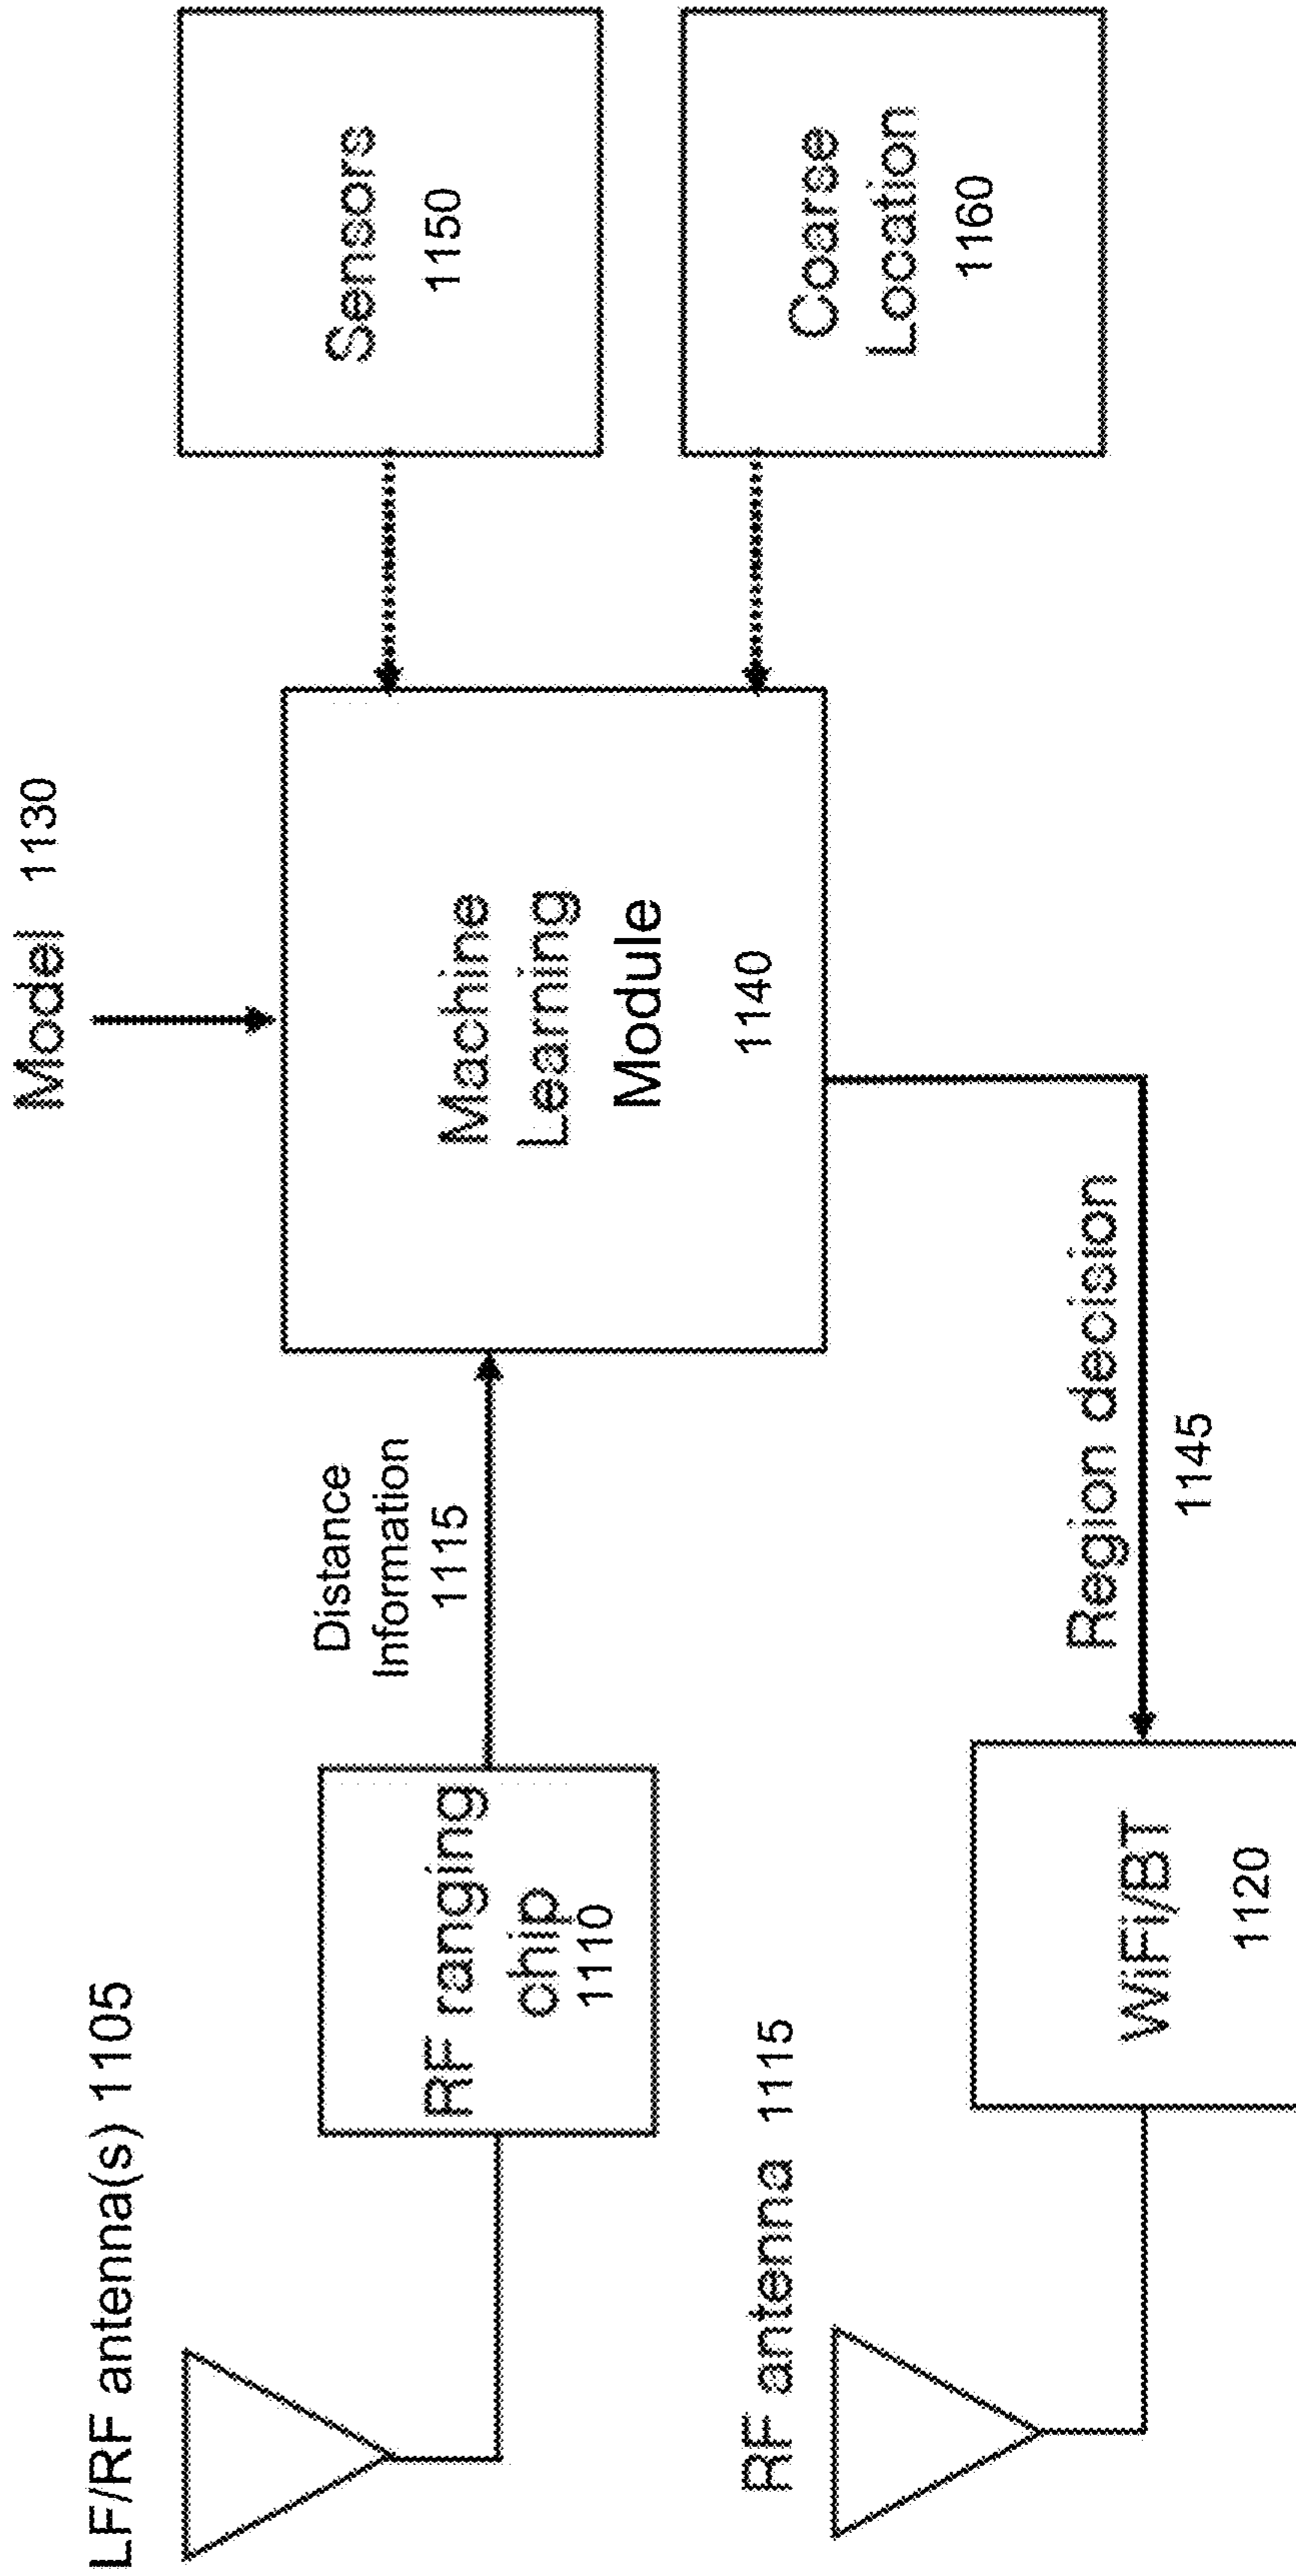 LF/RF antenna(s) 1105
RF ranging
chip
1110
Distance
Information
1115
Model 1130
Machine
Learning
Module
1140
Sensors
1150
Coarse
Location
1160
RF antenna 1115
WiFi/BT
1120
Region decision
1145